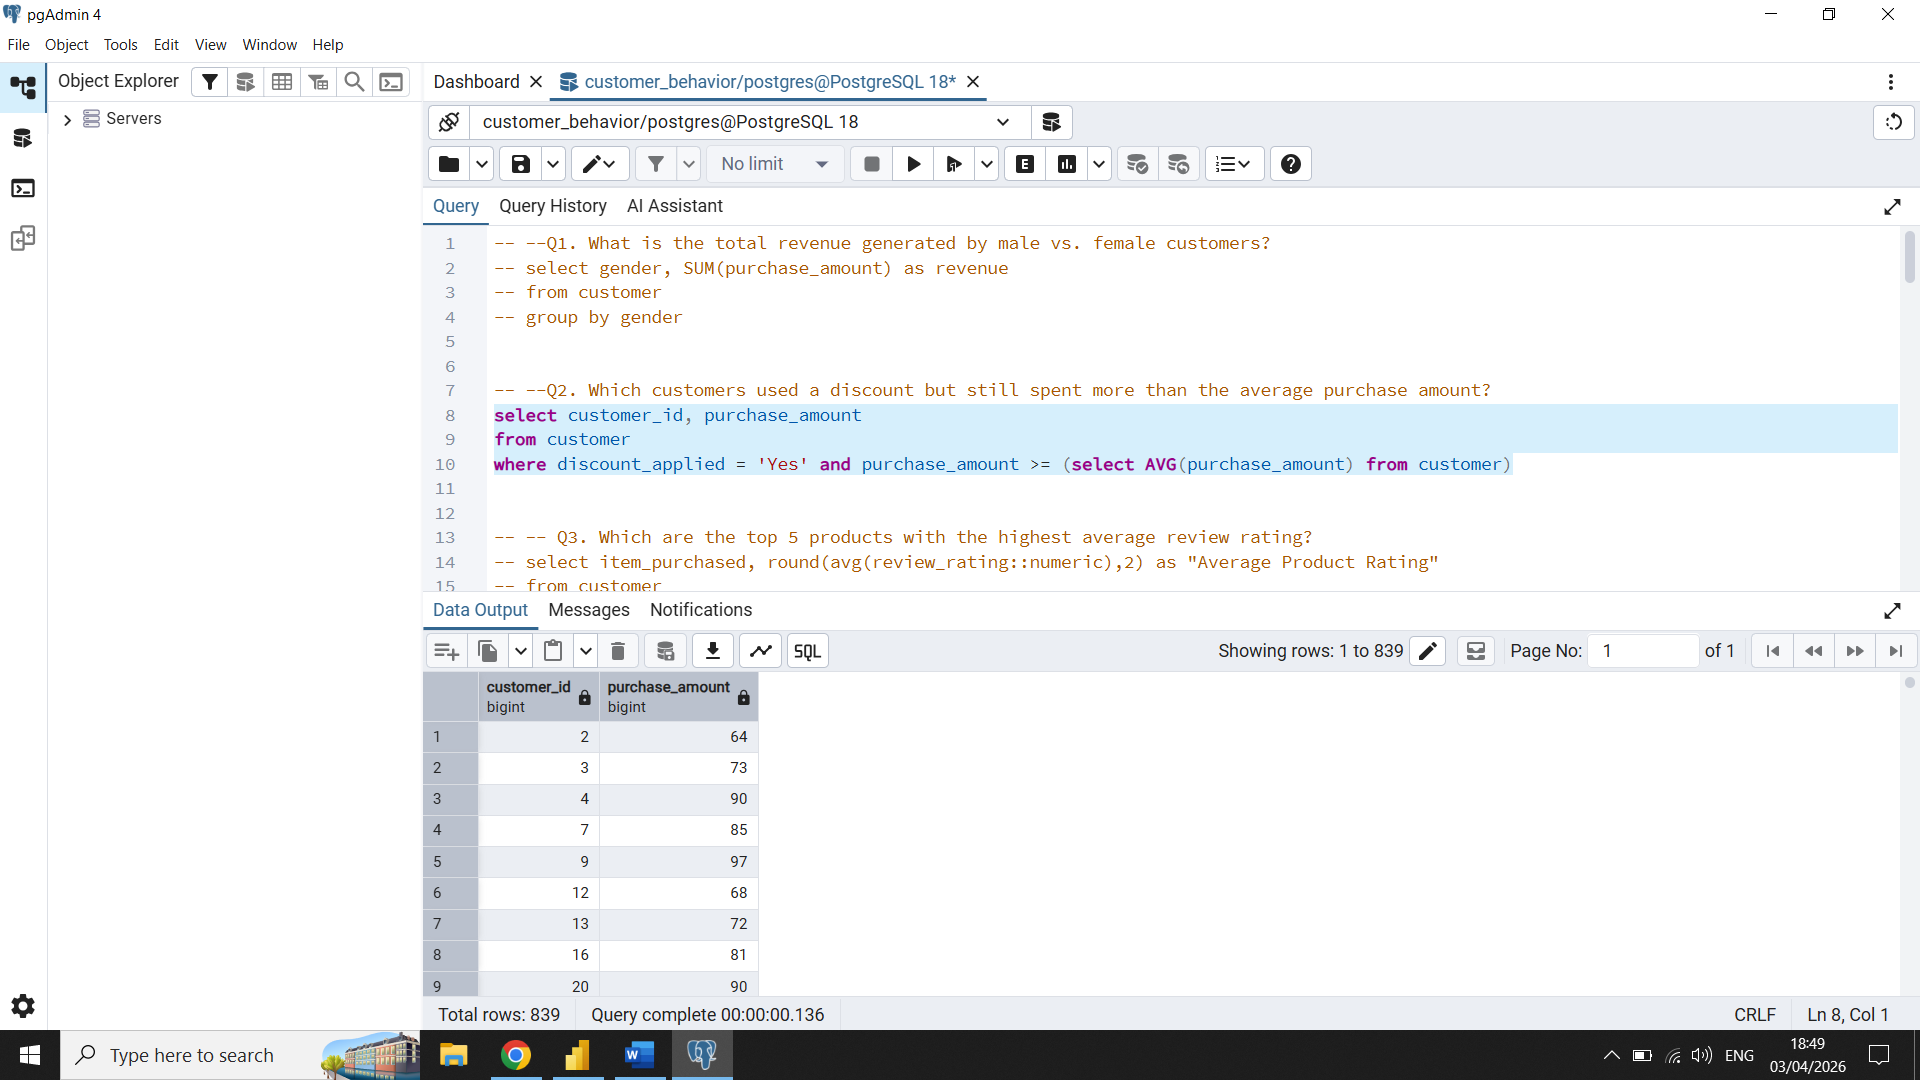 pgAdmin 4
File Object Tools Edit View Window Help
Object Explorer
Servers
Dashboard
customer_behavior/postgres@PostgreSQL 18*
customer_behavior/postgres@PostgreSQL 18
No limit
E
Query Query History AI Assistant
1 -- --Q1. What is the total revenue generated by male vs. female customers?
2 -- select gender, SUM(purchase_amount) as revenue
3 -- from customer
4 -- group by gender
5
6
7 -- --Q2. Which customers used a discount but still spent more than the average purchase amount?
8 select customer_id, purchase_amount
9 from customer
10 where discount_applied = 'Yes' and purchase_amount >= (select AVG(purchase_amount) from customer)
11
12
13 -- -- Q3. Which are the top 5 products with the highest average review rating?
14 -- select item_purchased, round(avg(review_rating::numeric),2) as "Average Product Rating"
15 -- from customer
Data Output Messages Notifications
SQL
Showing rows: 1 to 839
Page No: 1 of 1
customer_id bigint
purchase_amount bigint
1 2 64
2 3 73
3 4 90
4 7 85
5 9 97
6 12 68
7 13 72
8 16 81
9 20 90
Total rows: 839 Query complete 00:00:00.136 CRLF Ln 8, Col 1
Type here to search
W
ENG
18:49
03/04/2026